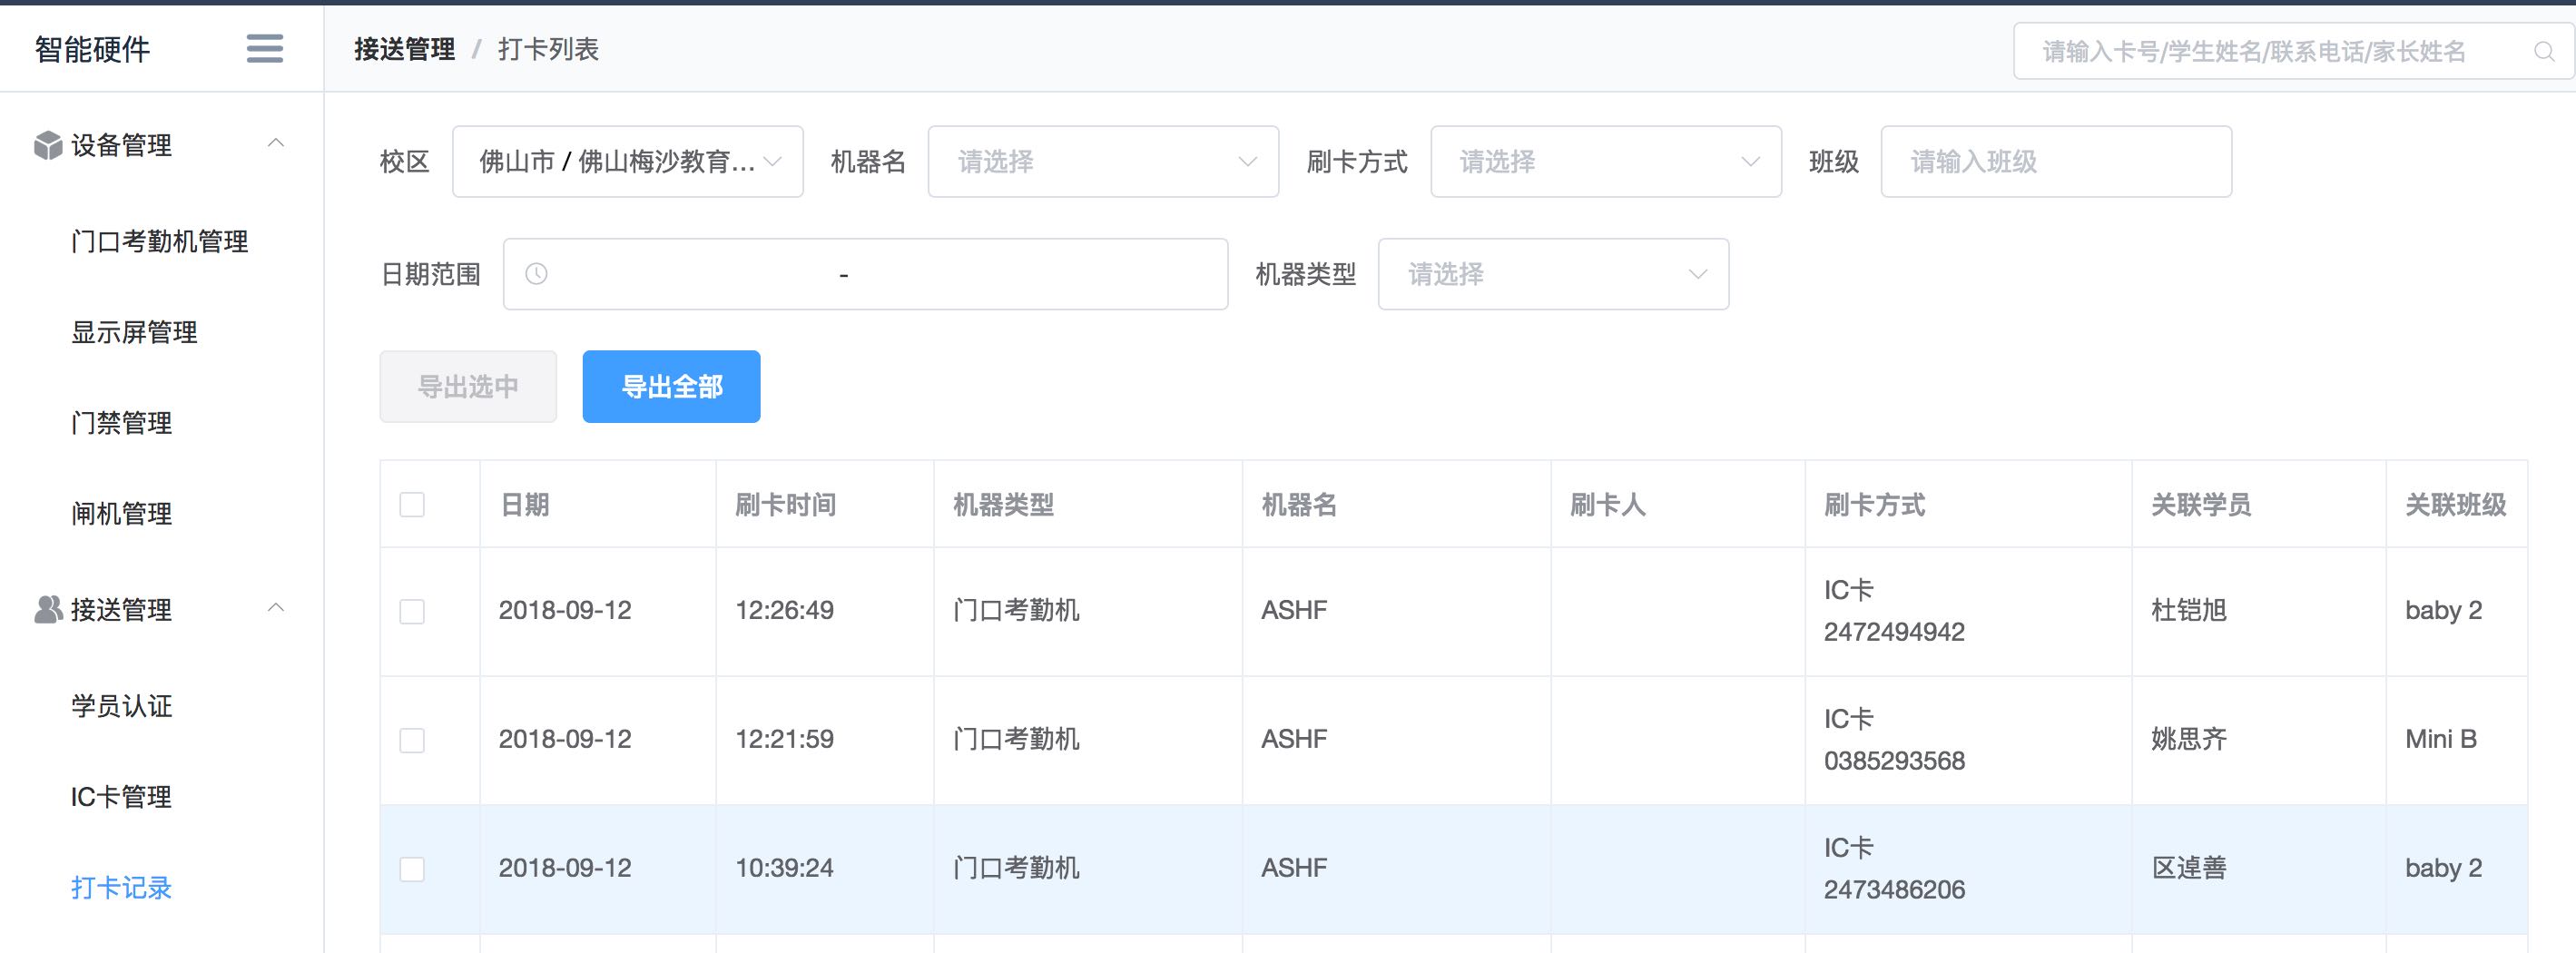 智能硬件
接送管理 / 打卡列表
请输入卡号/学生姓名/联系电话/家长姓名
设备管理
门口考勤机管理
显示屏管理
门禁管理
闸机管理
接送管理
学员认证
IC卡管理
打卡记录
校区 佛山市 / 佛山梅沙教育... 机器名 请选择 刷卡方式 请选择 班级 请输入班级
日期范围 - 机器类型 请选择
导出选中 导出全部
日期 刷卡时间 机器类型 机器名 刷卡人 刷卡方式 关联学员 关联班级
2018-09-12 12:26:49 门口考勤机 ASHF IC卡 2472494942 杜铠旭 baby 2
2018-09-12 12:21:59 门口考勤机 ASHF IC卡 0385293568 姚思齐 Mini B
2018-09-12 10:39:24 门口考勤机 ASHF IC卡 2473486206 区逴善 baby 2